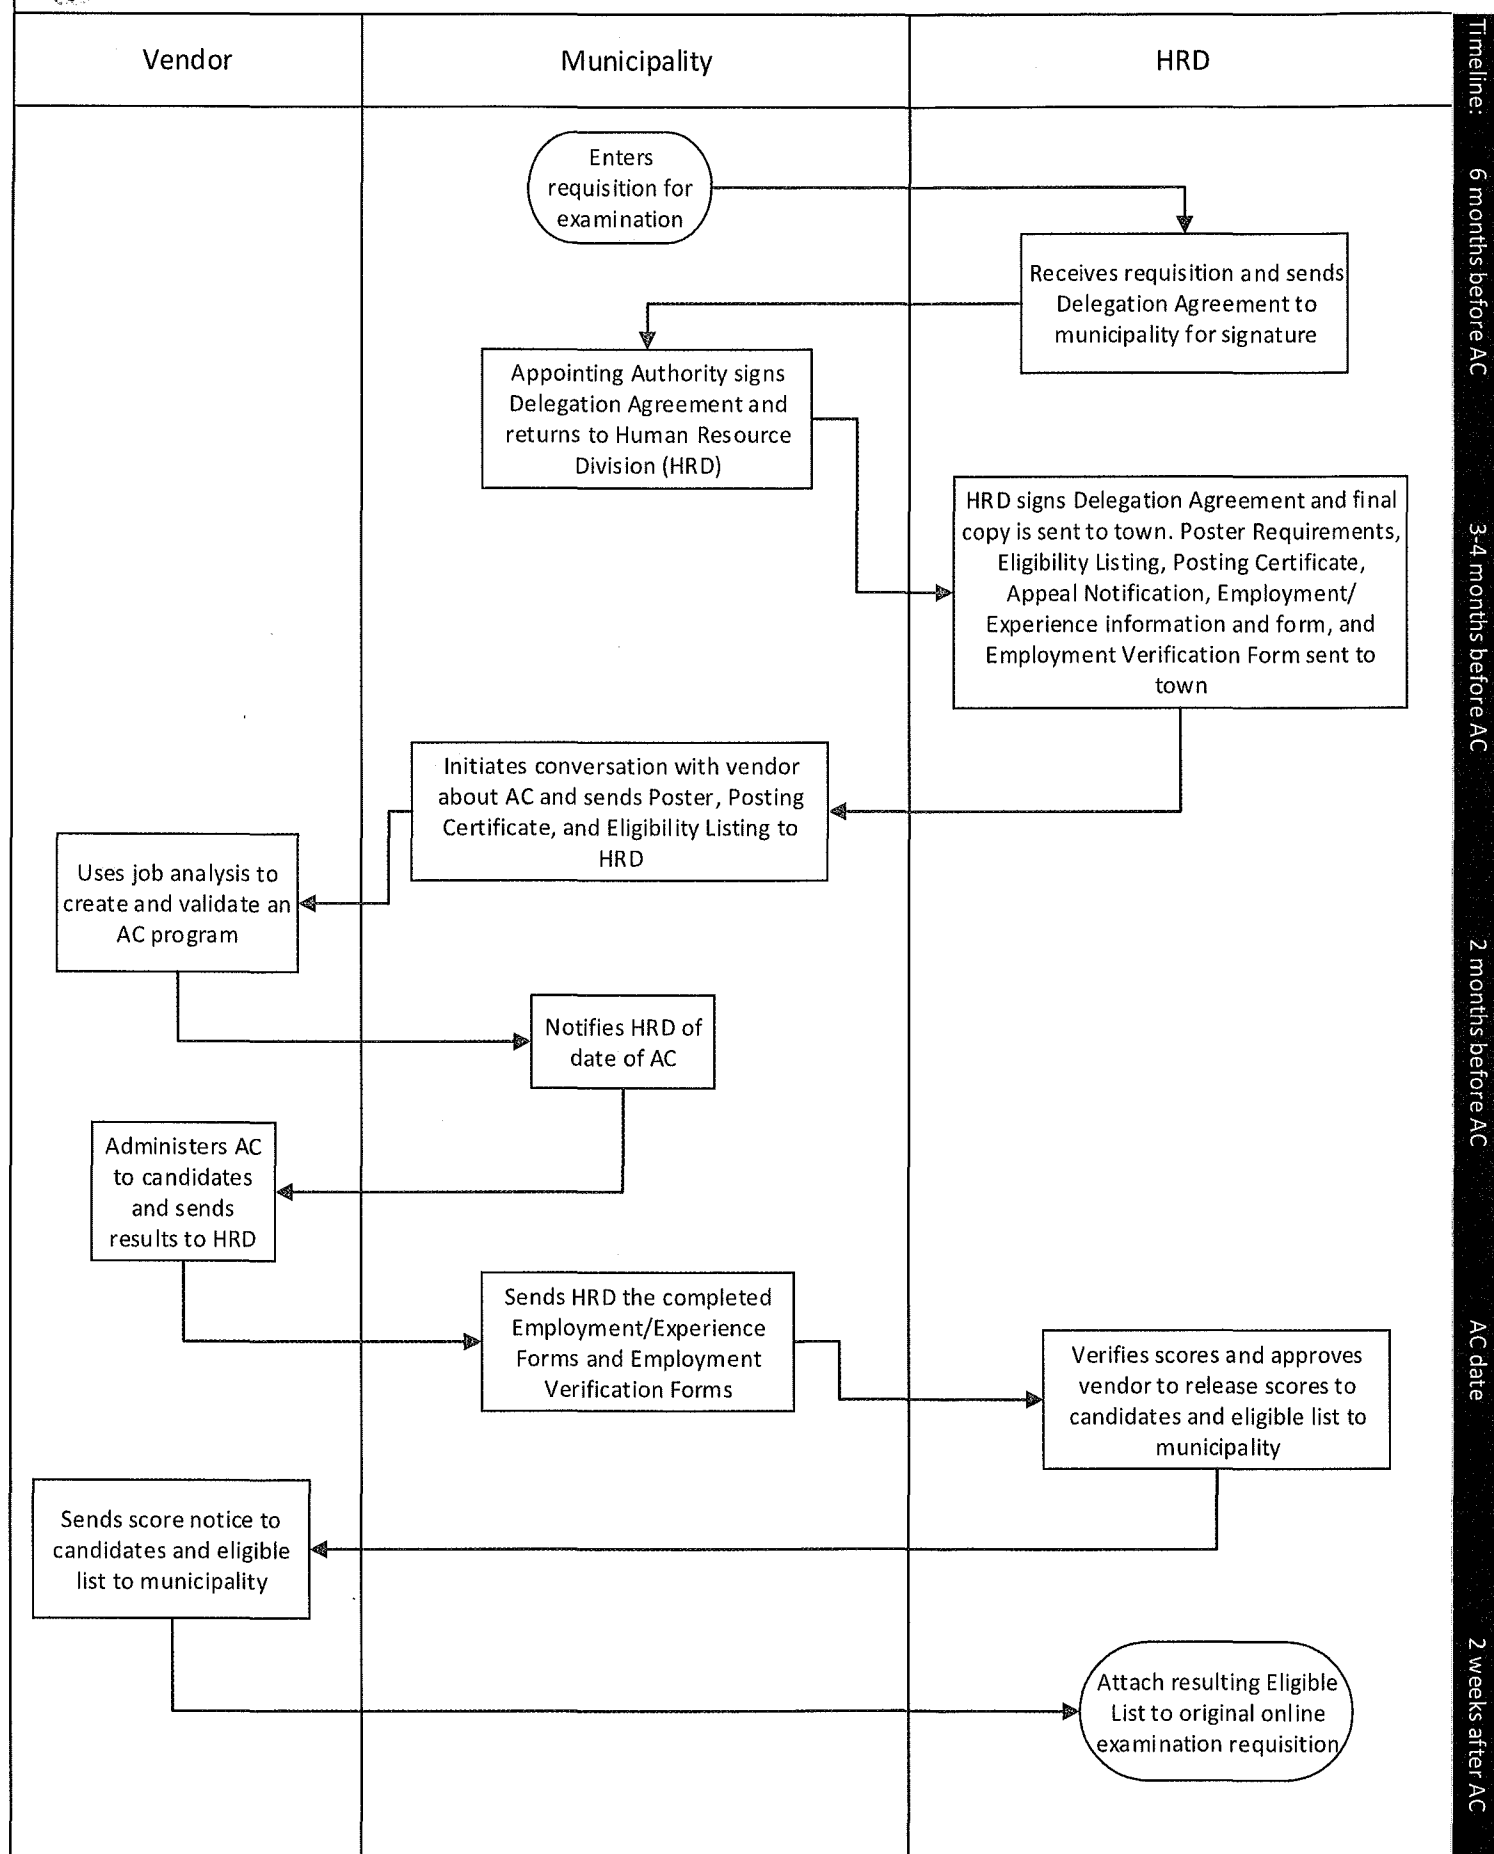 Vendor
Municipality
HRD
Timeline:
6 months before AC
3-4 months before AC
2 months before AC
AC date
2 weeks after AC
Enters
requisition for
examination
Receives requisition and sends
Delegation Agreement to
municipality for signature
Appointing Authority signs
Delegation Agreement and
returns to Human Resource
Division (HRD)
HRD signs Delegation Agreement and final
copy is sent to town. Poster Requirements,
Eligibility Listing, Posting Certificate,
Appeal Notification, Employment/
Experience information and form, and
Employment Verification Form sent to
town
Initiates conversation with vendor
about AC and sends Poster, Posting
Certificate, and Eligibility Listing to
HRD
Uses job analysis to
create and validate an
AC program
Notifies HRD of
date of AC
Administers AC
to candidates
and sends
results to HRD
Sends HRD the completed
Employment/Experience
Forms and Employment
Verification Forms
Verifies scores and approves
vendor to release scores to
candidates and eligible list to
municipality
Sends score notice to
candidates and eligible
list to municipality
Attach resulting Eligible
List to original online
examination requisition